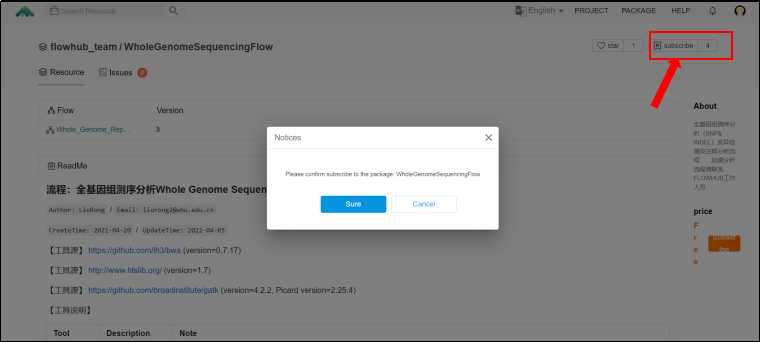 Search Resource
English
PROJECT
PACKAGE
HELP
flowhub_team / WholeGenomeSequencingFlow
star 1
subscribe 4
Resource
Issues 0
Flow Version
Whole_Genome_Rep... 3
ReadMe
流程：全基因组测序分析Whole Genome Sequen
Author: LiuRong / Email: liurong2@whu.edu.cn
CreateTime: 2021-04-20 / UpdateTime: 2022-04-05
【工具源】 https://github.com/lh3/bwa (version=0.7.17)
【工具源】 http://www.htslib.org/ (version=1.7)
【工具源】 https://github.com/broadinstitute/gatk (version=4.2.2, Picard version=2.25.4)
【工具说明】
Tool Description Note
Notices
Please confirm subscribe to the package WholeGenomeSequencingFlow
Sure
Cancel
About
全基因组测序分
析（SNP&
INDEL）变异检
测及注释分析流
程 加速分析
流程请联系
FLOWHUB工作
人员
price
F
r
e
e